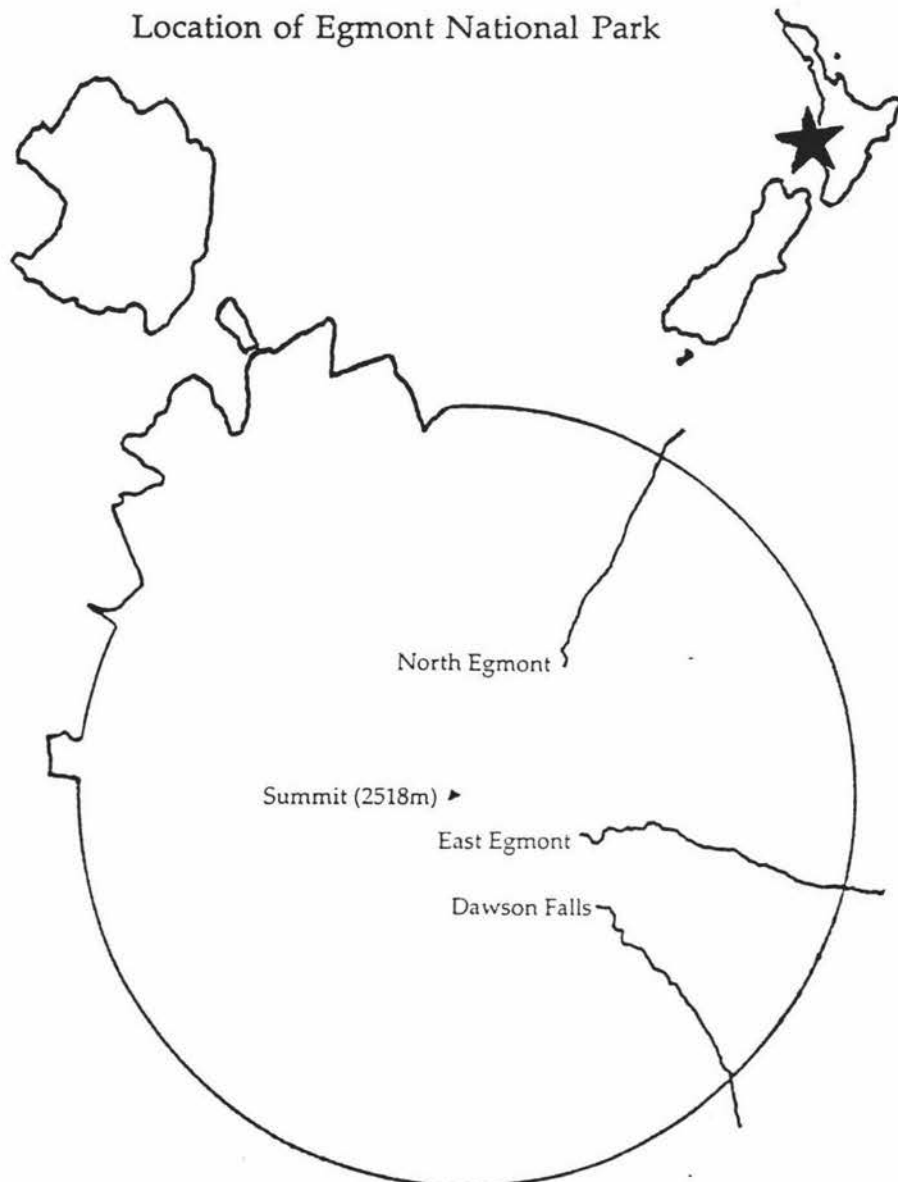 Location of Egmont National Park
North Egmont
Summit (2518m)
East Egmont
Dawson Falls